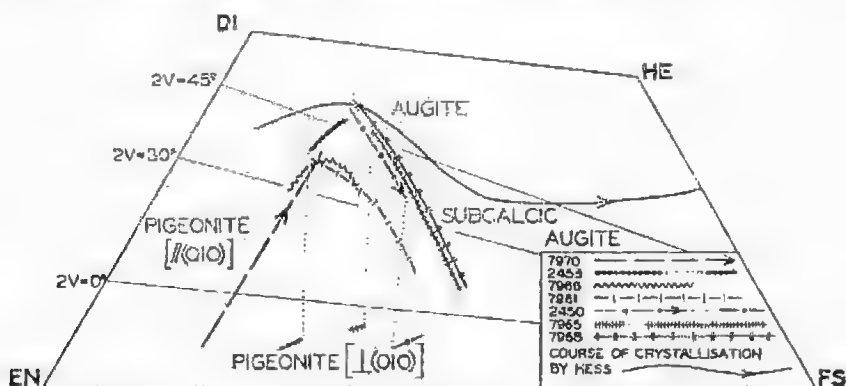 DI
HE
2V=45°
AUGITE
2V=30°
SUBCALCIC
PIGEONITE
[//(010)]
AUGITE
7970
2453
7966
7981
2450
7965
7968
2V=0°
PIGEONITE [⊥(010)]
COURSE OF CRYSTALLISATION
BY HESS
EN
FS